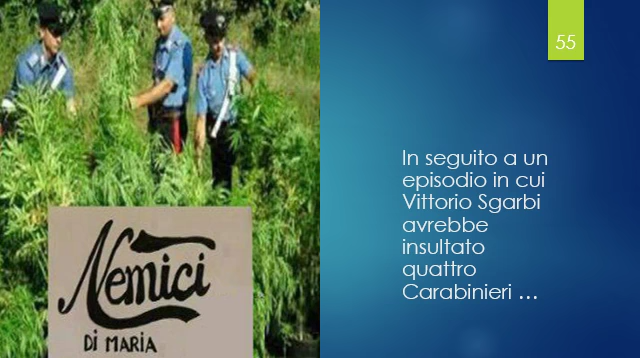 Nemici
DI MARIA
55
In seguito a un
episodio in cui
Vittorio Sgarbi
avrebbe
insultato
quattro
Carabinieri …